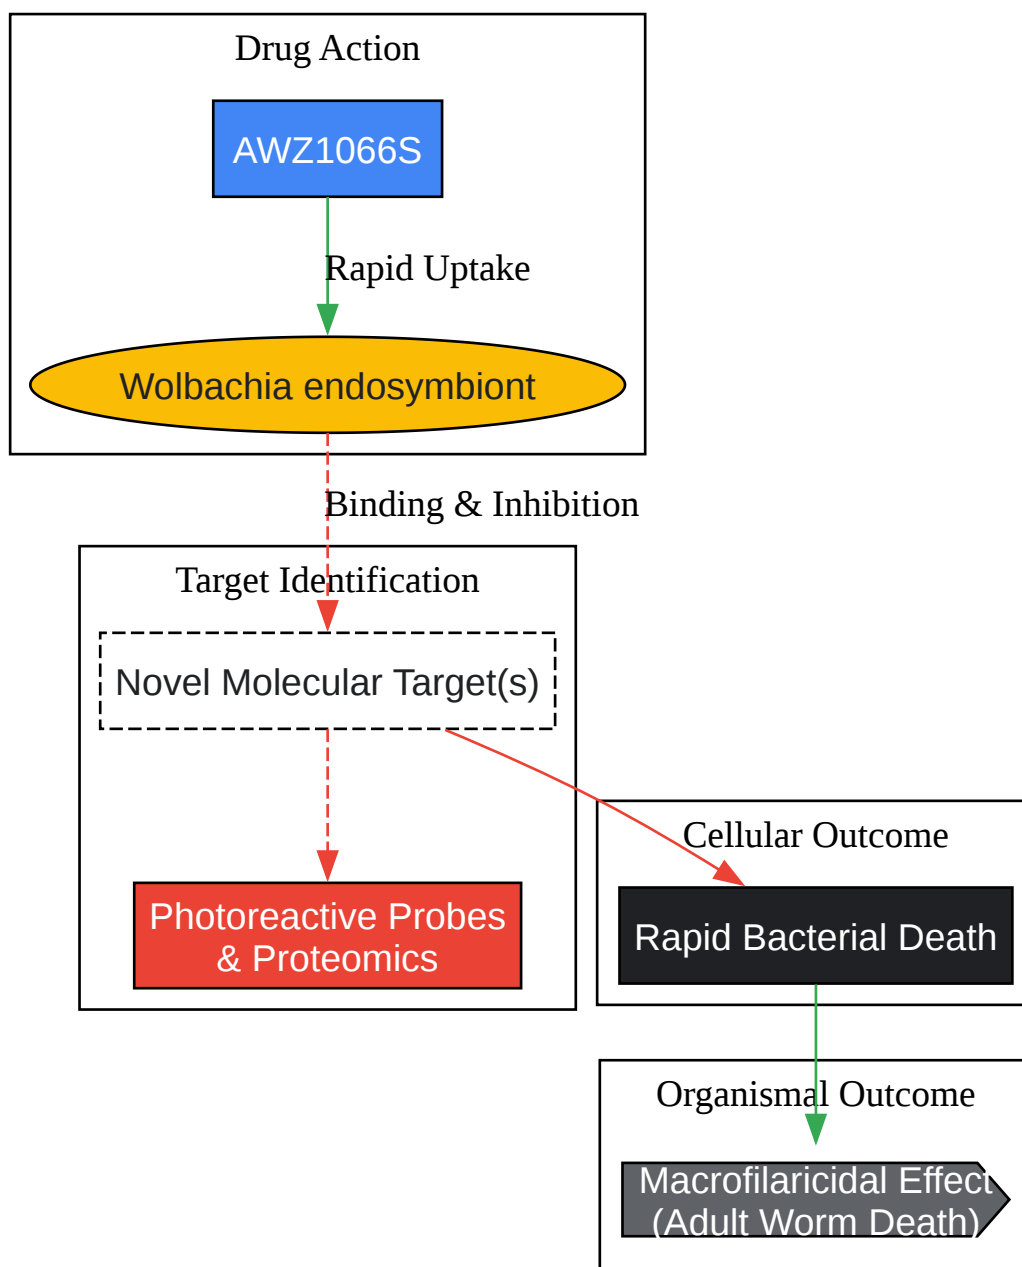 Drug Action
AWZ1066S
Rapid Uptake
Wolbachia endosymbiont
Binding & Inhibition
Target Identification
Novel Molecular Target(s)
Photoreactive Probes
& Proteomics
Cellular Outcome
Rapid Bacterial Death
Organismal Outcome
Macrofilaricidal Effect
(Adult Worm Death)